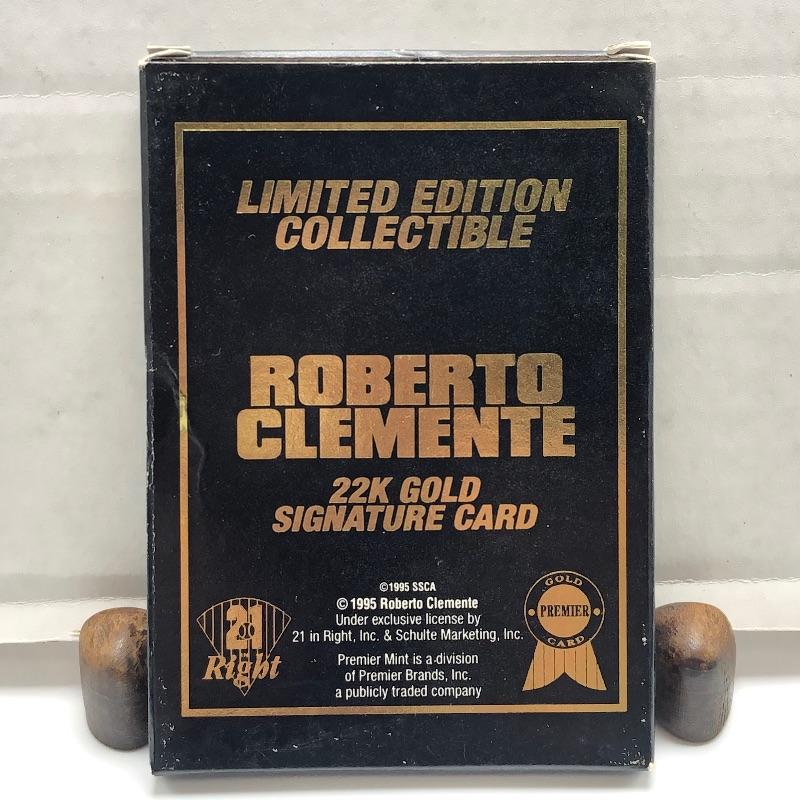 LIMITED EDITION
COLLECTIBLE
ROBERTO
CLEMENTE
22K GOLD
SIGNATURE CARD
©1995 SSCA
©1995 Roberto Clemente
Under exclusive license by
21 in Right, Inc. & Schulte Marketing, Inc.
Premier Mint is a division
of Premier Brands, Inc.
a publicly traded company
21
in
Right
GOLD
PREMIER
CARD